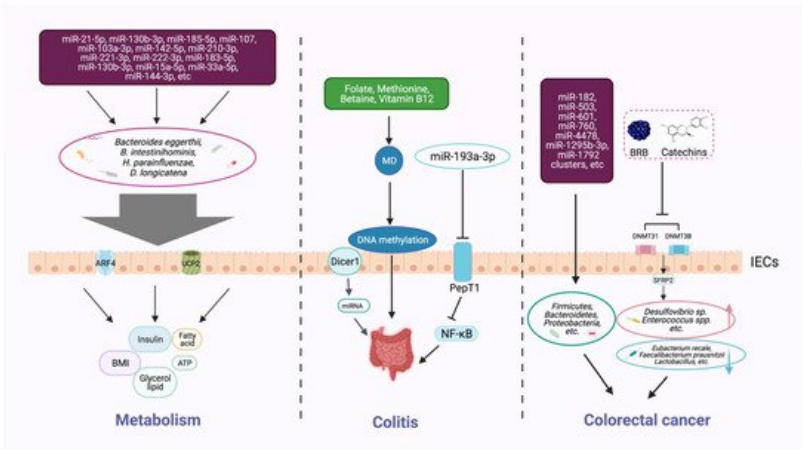 miR-21-5p, miR-130b-3p, miR-185-5p, miR-107,
miR-103a-3p, miR-142-5p, miR-210-3p,
miR-221-3p, miR-222-3p, miR-183-5p,
miR-130b-3p, miR-15a-5p, miR-33a-5p,
miR-144-3p, etc
Bacteroides eggerthii,
B. intestinihominis,
H. parainfluenzae,
D. longicatena
ARF4
UCP2
Insulin
Fatty
acid
BMI
ATP
Glycerol
lipid
Metabolism
Folate, Methionine,
Betaine, Vitamin B12
MD
miR-193a-3p
DNA methylation
Dicer1
miRNA
PepT1
NF-κB
Colitis
miR-182,
miR-503,
miR-601,
miR-760,
miR-4478,
miR-1295b-3p,
miR-1792
clusters, etc
BRB
Catechins
DNMT31
DNMT3B
IECs
SFRP2
Firmicutes,
Bacteroidetes,
Proteobacteria,
etc.
Desulfovibrio sp.
Enterococcus spp.
etc.
Eubacterium recale,
Faecalibacterium prausnitzii
Lactobacillus, etc.
Colorectal cancer